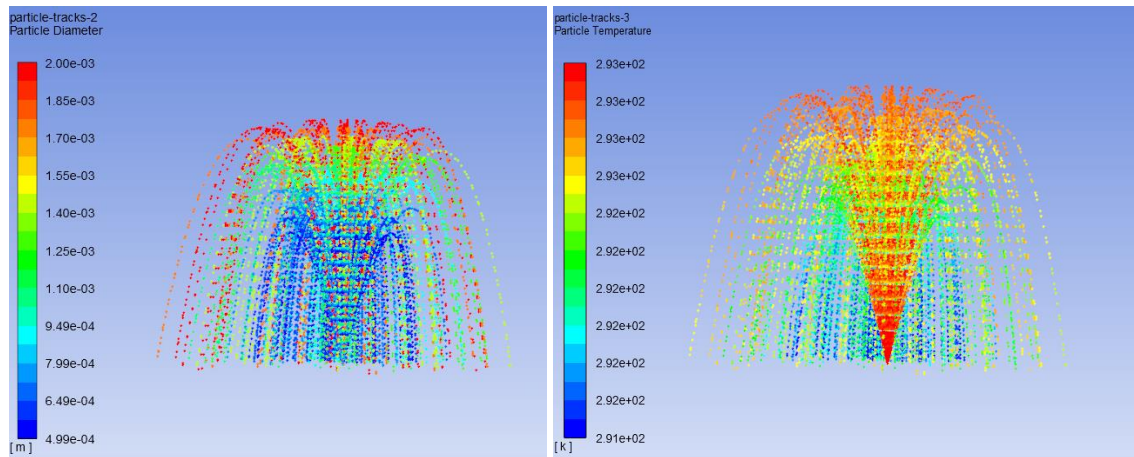 particle-tracks-2
Particle Diameter
2.00e-03
1.85e-03
1.70e-03
1.55e-03
1.40e-03
1.25e-03
1.10e-03
9.49e-04
7.99e-04
6.49e-04
4.99e-04
[ m ]
particle-tracks-3
Particle Temperature
2.93e+02
2.93e+02
2.93e+02
2.93e+02
2.92e+02
2.92e+02
2.92e+02
2.92e+02
2.92e+02
2.92e+02
2.91e+02
[ k ]